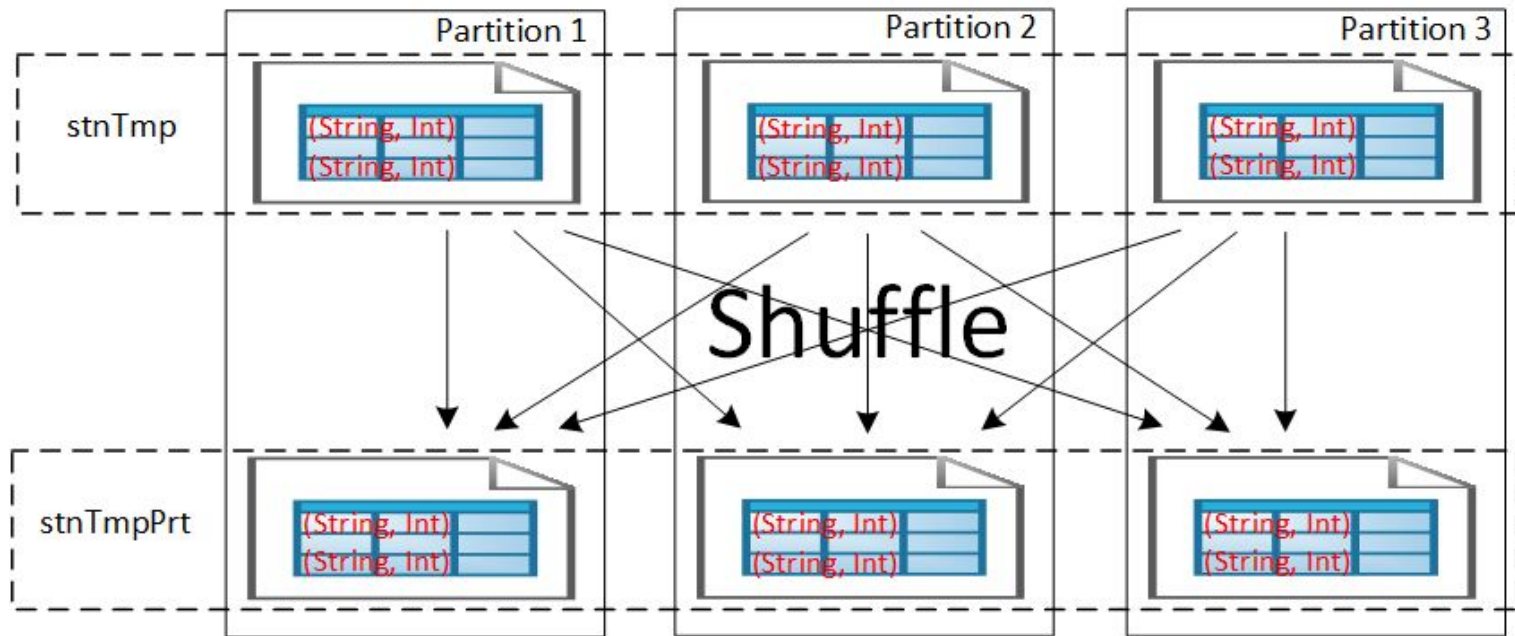 Partition 1
Partition 2
Partition 3
stnTmp
(String, Int)
(String, Int)
(String, Int)
(String, Int)
(String, Int)
(String, Int)
Shuffle
stnTmpPrt
(String, Int)
(String, Int)
(String, Int)
(String, Int)
(String, Int)
(String, Int)